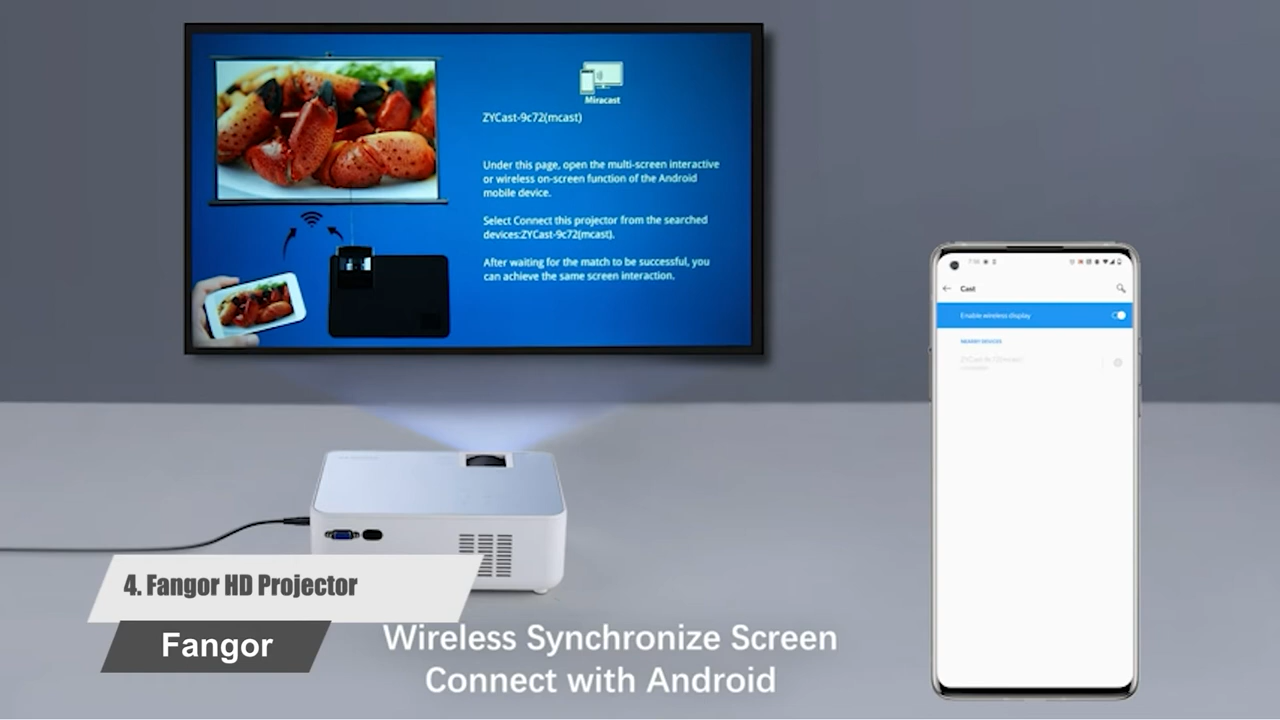 Miracast
ZYCast-9c72(mcast)
Under this page, open the multi-screen interactive
or wireless on-screen function of the Android
mobile device.
Select Connect this projector from the searched
devices:ZYCast-9c72(mcast).
After waiting for the match to be successful, you
can achieve the same screen interaction.
Cast
Enable wireless display
NEARBY DEVICES
4. Fangor HD Projector
Fangor
Wireless Synchronize Screen
Connect with Android